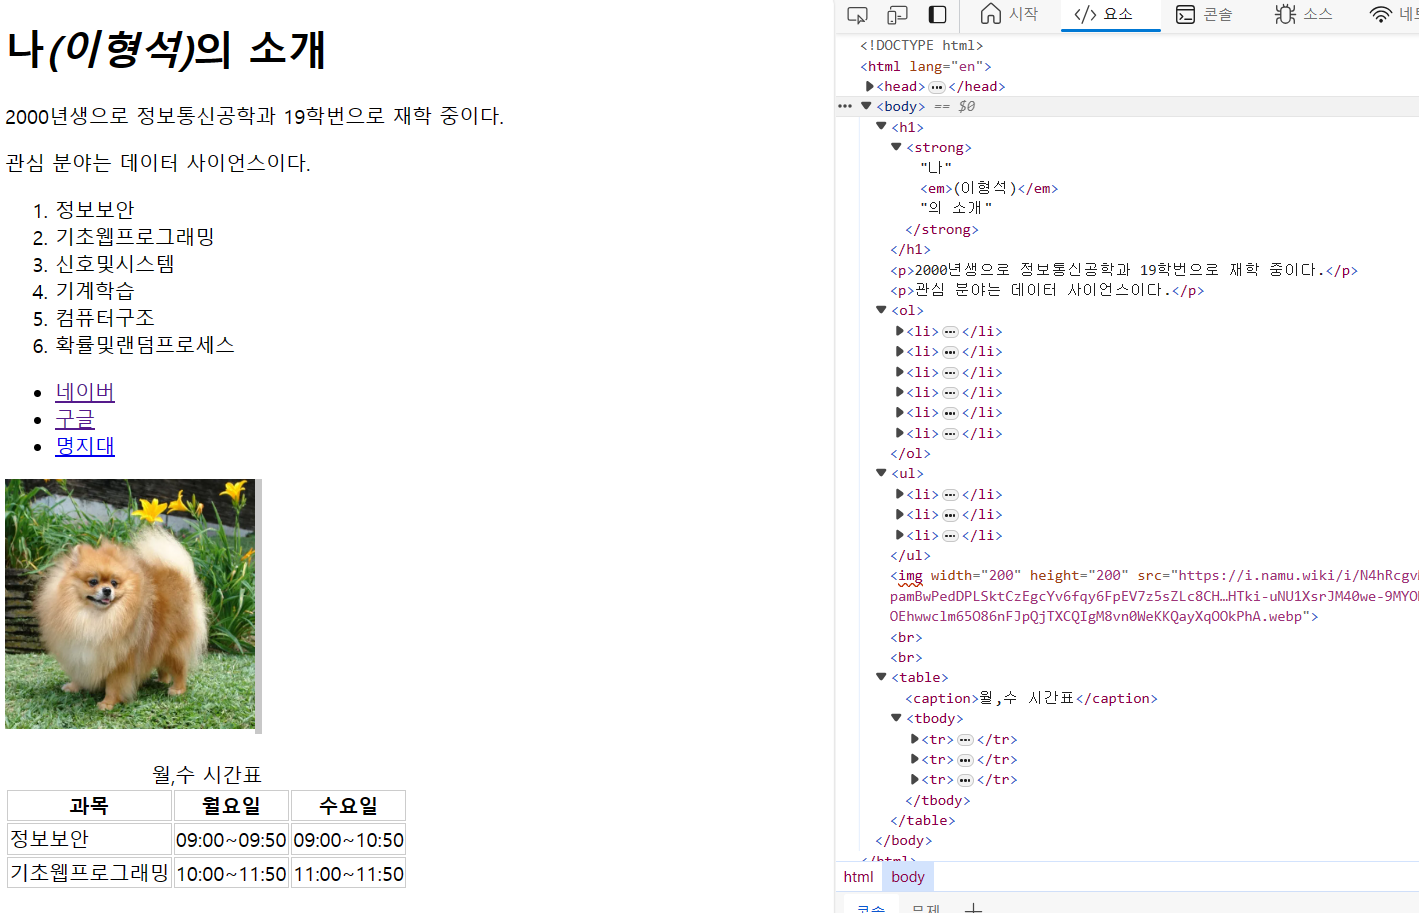 나(이형석)의 소개
2000년생으로 정보통신공학과 19학번으로 재학 중이다.
관심 분야는 데이터 사이언스이다.
1. 정보보안
2. 기초웹프로그래밍
3. 신호및시스템
4. 기계학습
5. 컴퓨터구조
6. 확률및랜덤프로세스
• 네이버
• 구글
• 명지대
월,수 시간표
과목 월요일 수요일
정보보안 09:00~09:50 09:00~10:50
기초웹프로그래밍 10:00~11:50 11:00~11:50
시작 </> 요소 콘솔 소스
<!DOCTYPE html>
<html lang="en">
<head>…</head>
<body> == $0
<h1>
<strong>
"나"
<em>(이형석)</em>
"의 소개"
</strong>
</h1>
<p>2000년생으로 정보통신공학과 19학번으로 재학 중이다.</p>
<p>관심 분야는 데이터 사이언스이다.</p>
<ol>
<li>…</li>
<li>…</li>
<li>…</li>
<li>…</li>
<li>…</li>
<li>…</li>
</ol>
<ul>
<li>…</li>
<li>…</li>
<li>…</li>
</ul>
<img width="200" height="200" src="https://i.namu.wiki/i/N4hRcgv
pamBwPedDPLSktCzEgcYv6fqy6FpEV7z5sZLc8CH…HTki-uNU1XsrJM40we-9MYO
OEhwwclm65O86nFJpQjTXCQIgM8vn0WeKKQayXqOOkPhA.webp">
<br>
<br>
<table>
<caption>월,수 시간표</caption>
<tbody>
<tr>…</tr>
<tr>…</tr>
<tr>…</tr>
</tbody>
</table>
</body>
</html>
html body
콘솔 문제 +